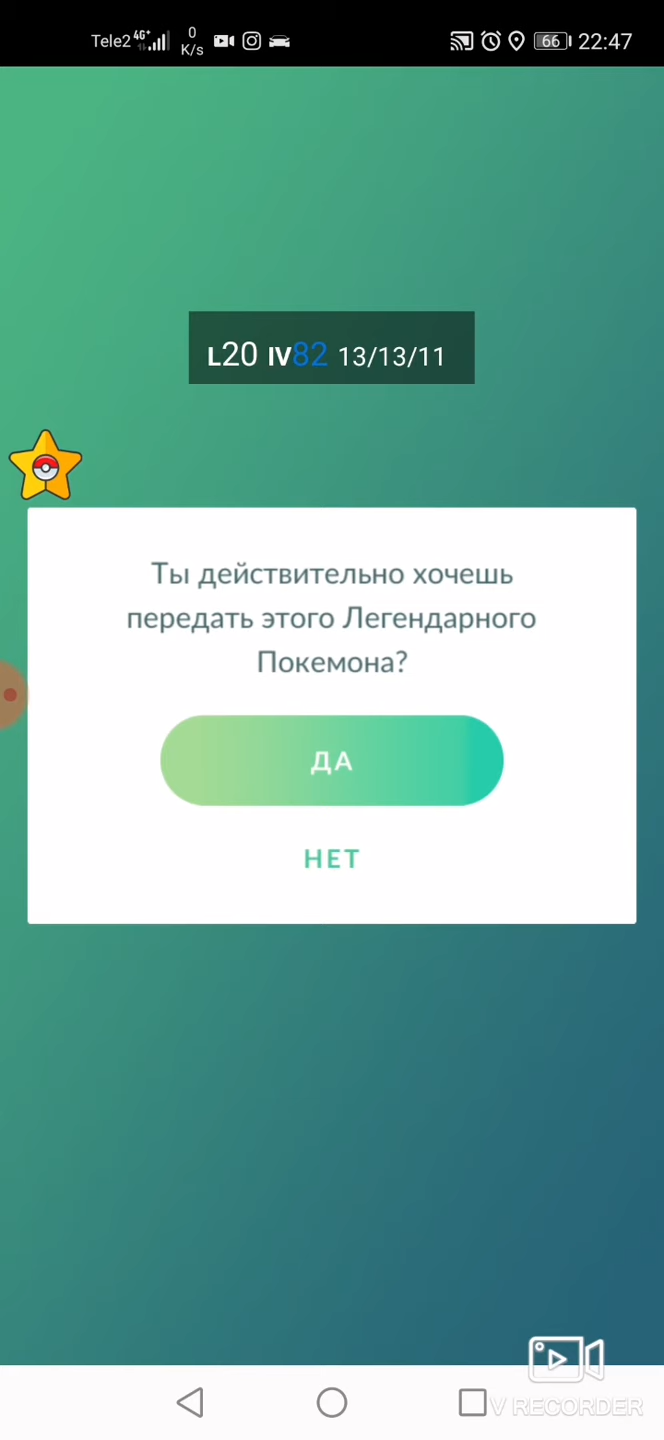 Tele2 4G+ 0 K/s 66 22:47
L20 IV82 13/13/11
Ты действительно хочешь
передать этого Легендарного
Покемона?
ДА
НЕТ
V RECORDER